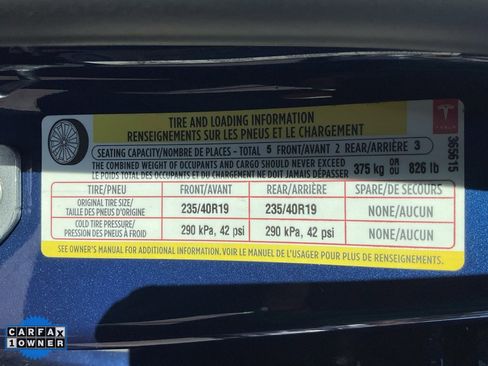 TIRE AND LOADING INFORMATION
RENSEIGNEMENTS SUR LES PNEUS ET LE CHARGEMENT
SEATING CAPACITY/NOMBRE DE PLACES - TOTAL 5 FRONT/AVANT 2 REAR/ARRIÈRE 3
THE COMBINED WEIGHT OF OCCUPANTS AND CARGO SHOULD NEVER EXCEED 375 kg OR 826 lb
LE POIDS TOTAL DES OCCUPANTS ET DU CHARGEMENT NE DOIT JAMAIS DÉPASSER OU
TIRE/PNEU FRONT/AVANT REAR/ARRIÈRE SPARE/DE SECOURS
ORIGINAL TIRE SIZE/ 235/40R19 235/40R19 NONE/AUCUN
TAILLE DES PNEUS D'ORIGINE
COLD TIRE PRESSURE/ 290 kPa, 42 psi 290 kPa, 42 psi NONE/AUCUN
PRESSION DES PNEUS À FROID
SEE OWNER'S MANUAL FOR ADDITIONAL INFORMATION. VOIR LE MANUEL DE L'USAGER POUR PLUS DE RENSEIGNEMENTS.
TESLA
365615
CARFAX
1 OWNER